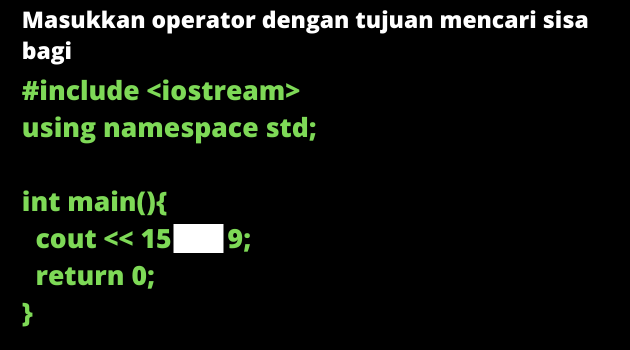 Masukkan operator dengan tujuan mencari sisa
bagi
#include <iostream>
using namespace std;
int main(){
cout << 15 9;
return 0;
}